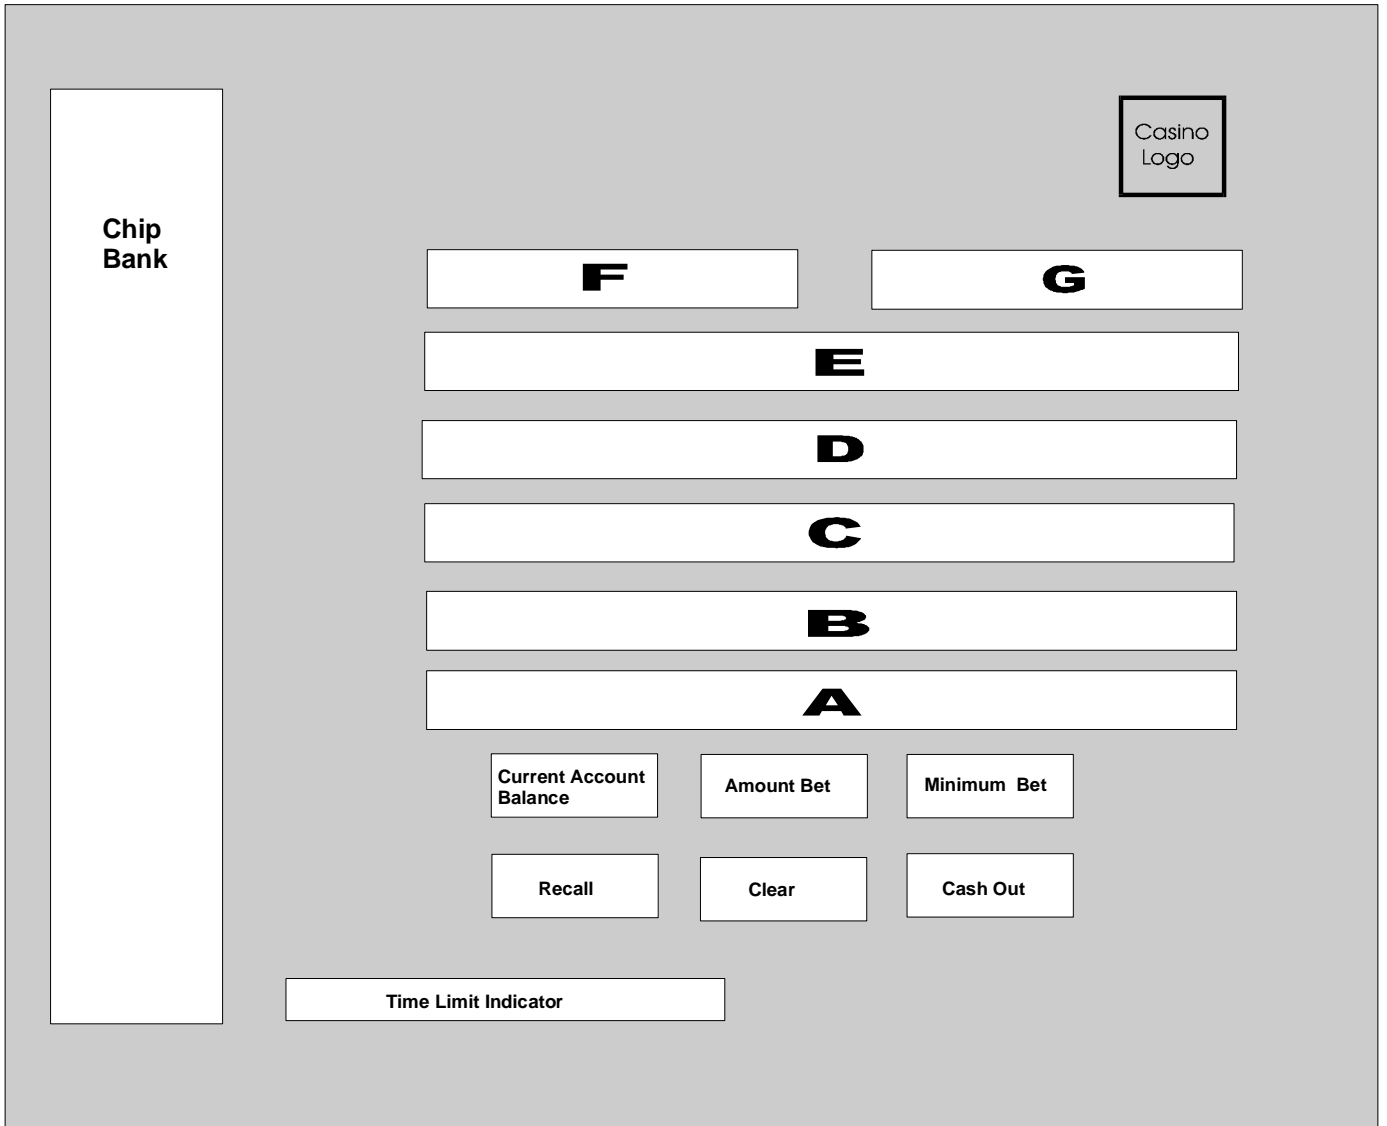 Casino
Logo
Chip
Bank
F
G
E
D
C
B
A
Current Account
Balance
Amount Bet
Minimum Bet
Recall
Clear
Cash Out
Time Limit Indicator